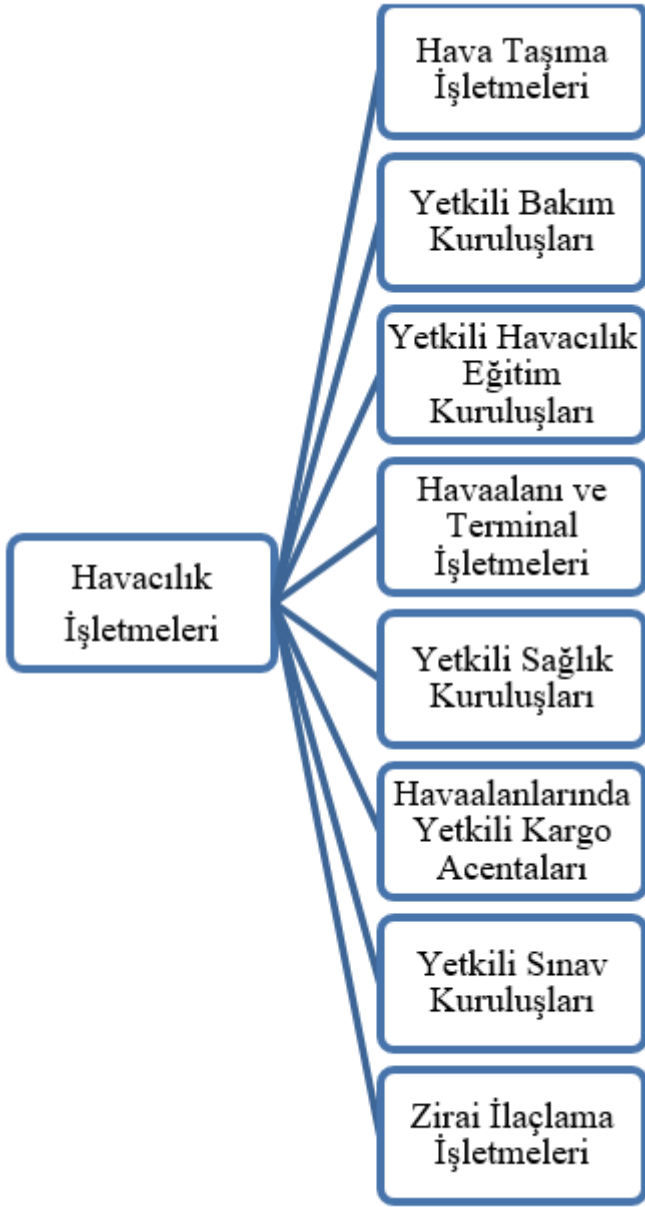 Hava Taşıma
İşletmeleri
Yetkili Bakım
Kuruluşları
Yetkili Havacılık
Eğitim
Kuruluşları
Havaalanı ve
Terminal
İşletmeleri
Havacılık
İşletmeleri
Yetkili Sağlık
Kuruluşları
Havaalanlarında
Yetkili Kargo
Acentaları
Yetkili Sınav
Kuruluşları
Zirai İlaçlama
İşletmeleri